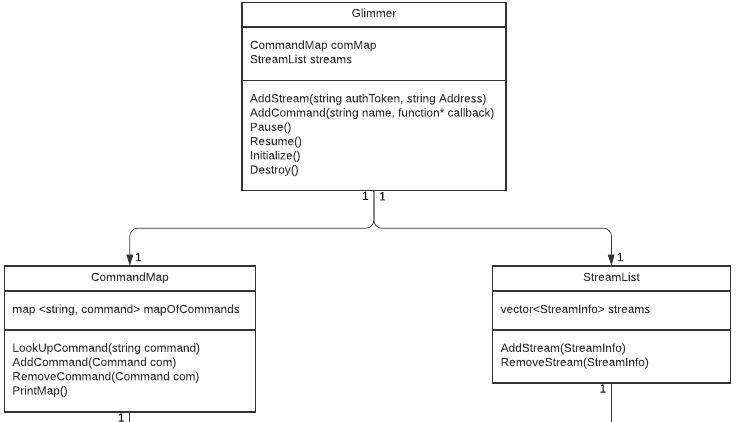 Glimmer
CommandMap comMap
StreamList streams
AddStream(string authToken, string Address)
AddCommand(string name, function* callback)
Pause()
Resume()
Initialize()
Destroy()
1 1
1
1
CommandMap
map <string, command> mapOfCommands
LookUpCommand(string command)
AddCommand(Command com)
RemoveCommand(Command com)
PrintMap()
1
StreamList
vector<StreamInfo> streams
AddStream(StreamInfo)
RemoveStream(StreamInfo)
1